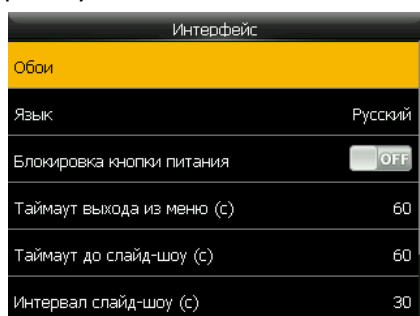 Интерфейс
Обои
Язык Русский
Блокировка кнопки питания OFF
Таймаут выхода из меню (с) 60
Таймаут до слайд-шоу (с) 60
Интервал слайд-шоу (с) 30